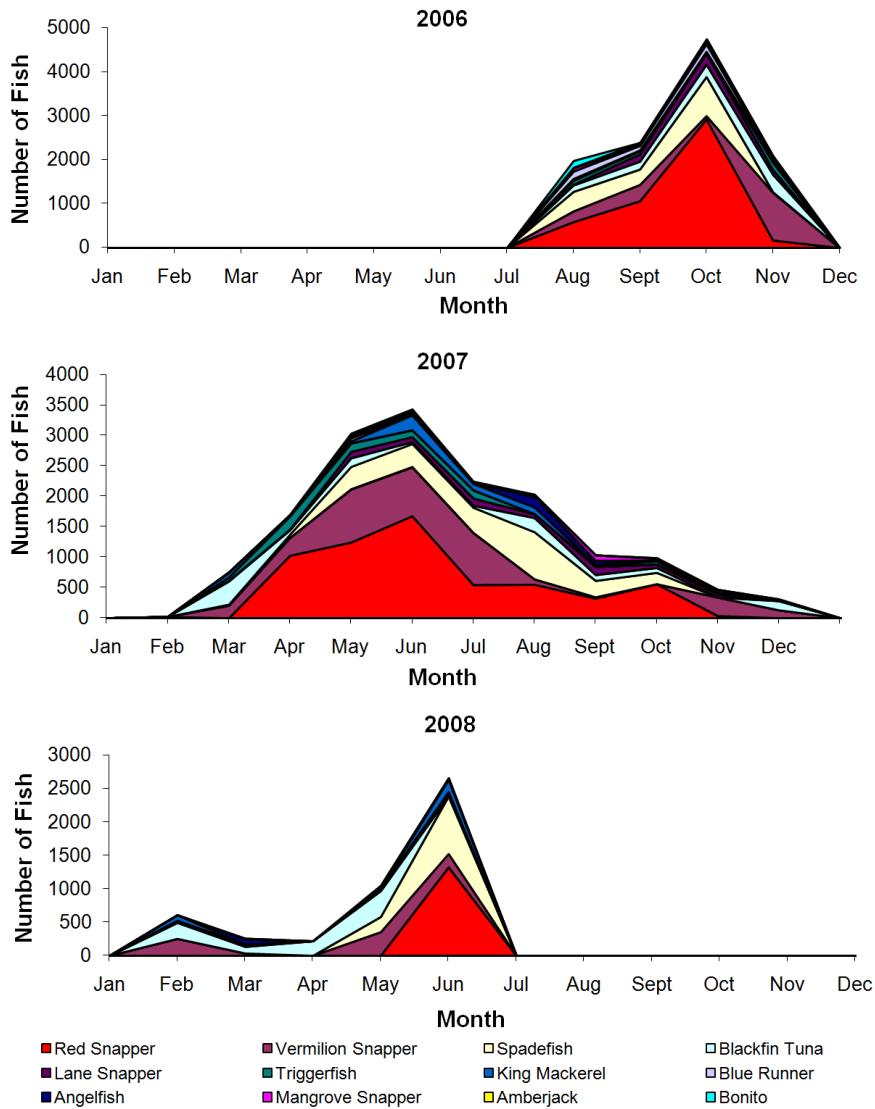 2006
Number of Fish
5000
4000
3000
2000
1000
0
Jan Feb Mar Apr May Jun Jul Aug Sept Oct Nov Dec
Month
2007
Number of Fish
4000
3500
3000
2500
2000
1500
1000
500
0
Jan Feb Mar Apr May Jun Jul Aug Sept Oct Nov Dec
Month
2008
Number of Fish
3000
2500
2000
1500
1000
500
0
Jan Feb Mar Apr May Jun Jul Aug Sept Oct Nov Dec
Month
Red Snapper Vermilion Snapper Spadefish Blackfin Tuna
Lane Snapper Triggerfish King Mackerel Blue Runner
Angelfish Mangrove Snapper Amberjack Bonito